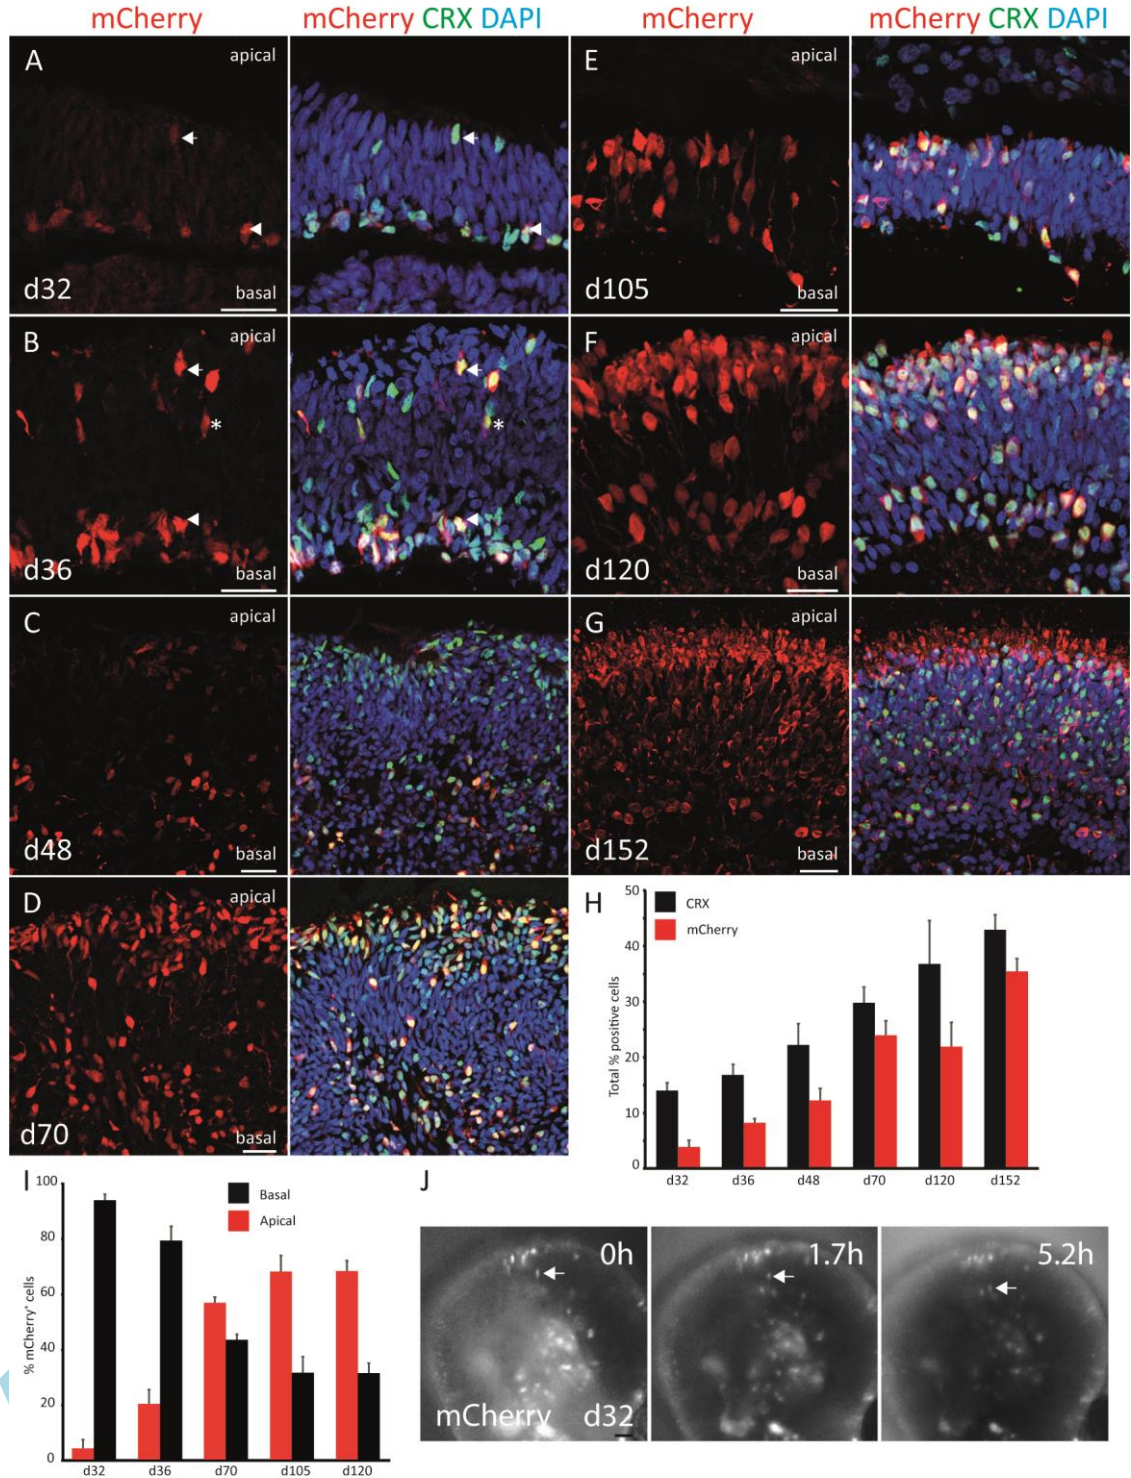 mCherry mCherry CRX DAPI mCherry mCherry CRX DAPI
A apical
d32 basal
E apical
d105 basal
B apical
*
*
d36 basal
F apical
d120 basal
C apical
d48 basal
G apical
d152 basal
D apical
d70 basal
H
CRX
mCherry
Total % positive cells
50
40
30
20
10
0
d32 d36 d48 d70 d120 d152
I
Basal
Apical
% mCherry⁺ cells
100
80
60
40
20
0
d32 d36 d70 d105 d120
J
0h 1.7h 5.2h
mCherry d32